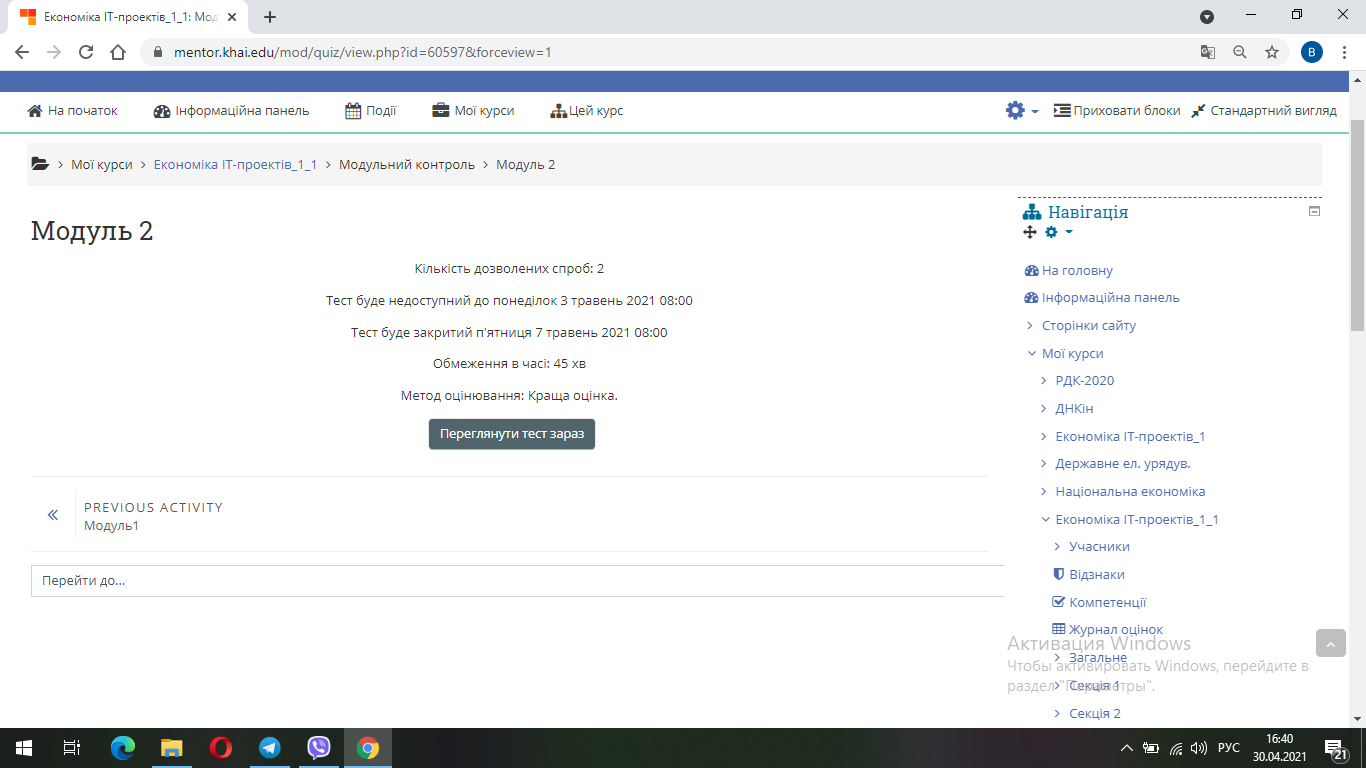 Економіка ІТ-проектів_1_1: Мод
mentor.khai.edu/mod/quiz/view.php?id=60597&forceview=1
B
На початок Інформаційна панель Події Мої курси Цей курс Приховати блоки Стандартний вигляд
Мої курси Економіка ІТ-проектів_1_1 Модульний контроль Модуль 2
Модуль 2
Кількість дозволених спроб: 2
Тест буде недоступний до понеділок 3 травень 2021 08:00
Тест буде закритий п'ятниця 7 травень 2021 08:00
Обмеження в часі: 45 хв
Метод оцінювання: Краща оцінка.
Переглянути тест зараз
PREVIOUS ACTIVITY
Модуль1
Перейти до...
Навігація
На головну
Інформаційна панель
Сторінки сайту
Мої курси
РДК-2020
ДНКін
Економіка ІТ-проектів_1
Державне ел. урядув.
Національна економіка
Економіка ІТ-проектів_1_1
Учасники
Відзнаки
Компетенції
Журнал оцінок
Загальне
Секція 1
Секція 2
Активация Windows
Чтобы активировать Windows, перейдите в
раздел "Параметры".
РУС
16:40
30.04.2021
21